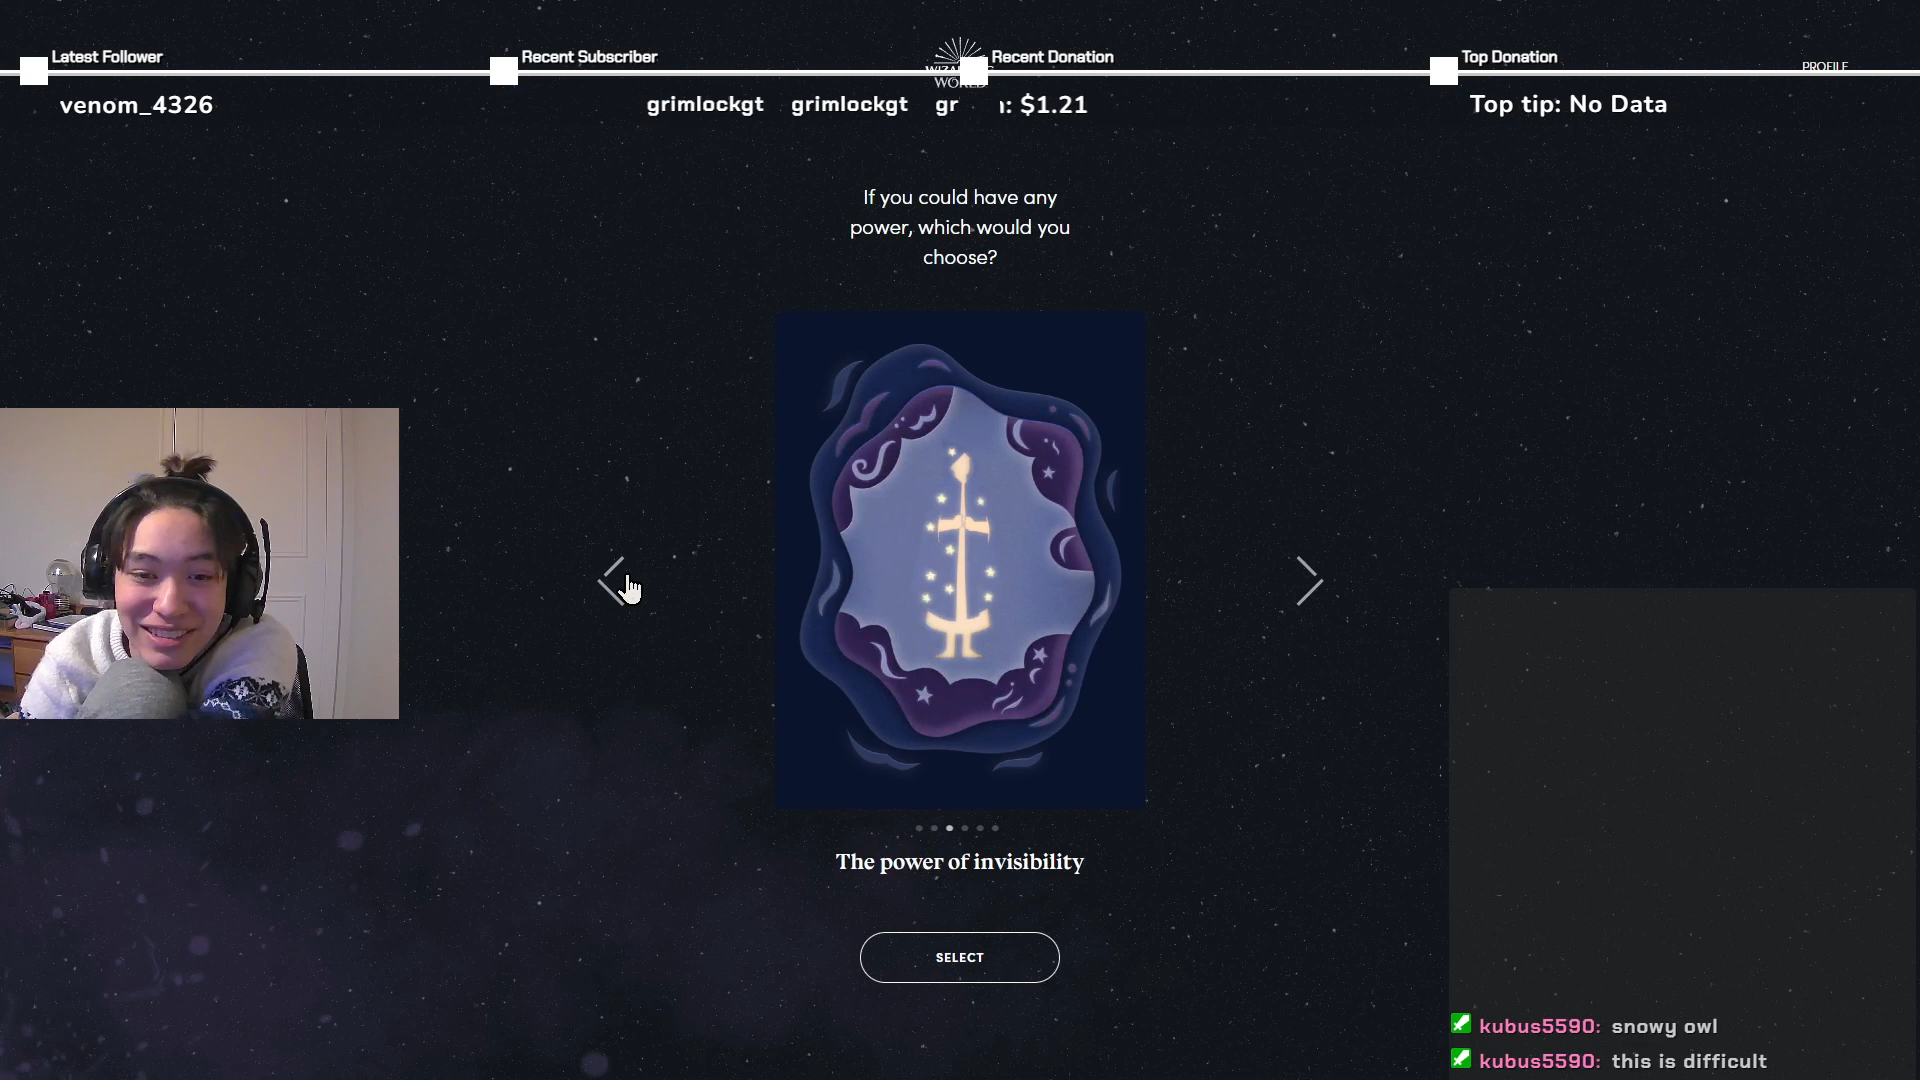 Latest Follower
Recent Subscriber
Recent Donation
Top Donation
PROFILE
WORLD
venom_4326
grimlockgt grimlockgt gr
: $1.21
Top tip: No Data
If you could have any
power, which would you
choose?
The power of invisibility
SELECT
kubus5590: snowy owl
kubus5590: this is difficult